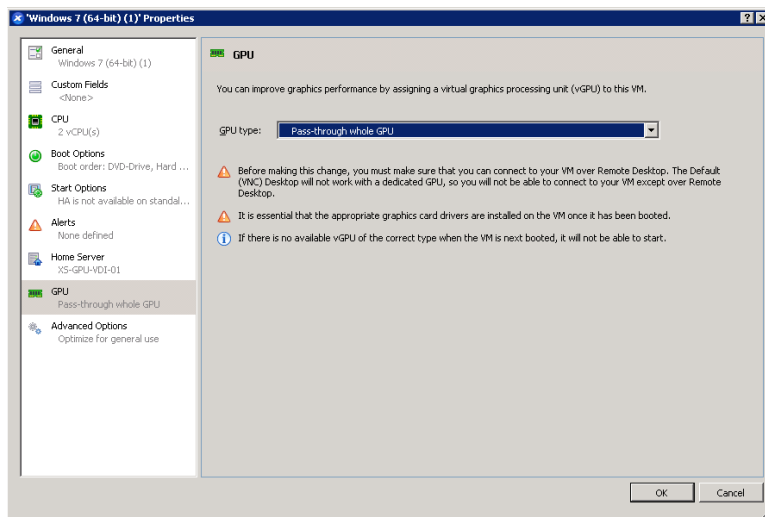 'Windows 7 (64-bit) (1)' Properties
General
Windows 7 (64-bit) (1)
Custom Fields
<None>
CPU
2 vCPU(s)
Boot Options
Boot order: DVD-Drive, Hard ...
Start Options
HA is not available on standal...
Alerts
None defined
Home Server
XS-GPU-VDI-01
GPU
Pass-through whole GPU
Advanced Options
Optimize for general use
GPU
You can improve graphics performance by assigning a virtual graphics processing unit (vGPU) to this VM.
GPU type: Pass-through whole GPU
Before making this change, you must make sure that you can connect to your VM over Remote Desktop. The Default
(VNC) Desktop will not work with a dedicated GPU, so you will not be able to connect to your VM except over Remote
Desktop.
It is essential that the appropriate graphics card drivers are installed on the VM once it has been booted.
If there is no available vGPU of the correct type when the VM is next booted, it will not be able to start.
OK Cancel